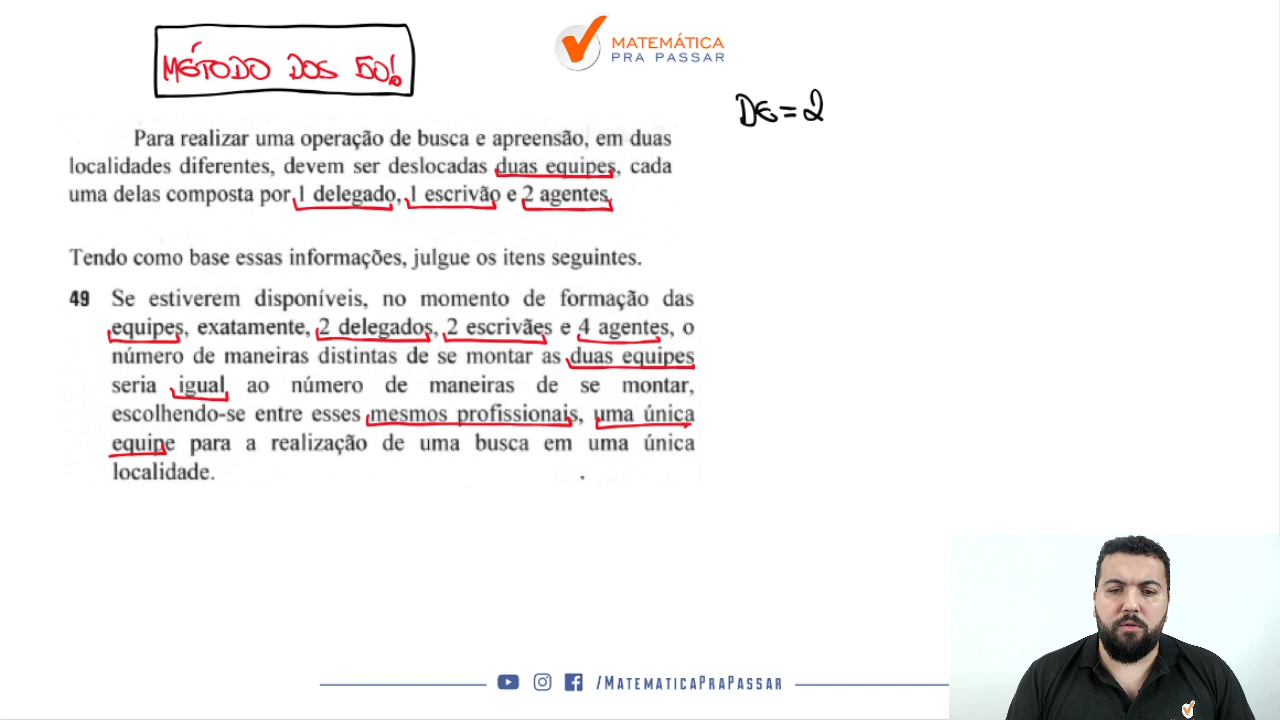 MÉTODO DOS 50!
MATEMÁTICA
PRA PASSAR
DE = 2
Para realizar uma operação de busca e apreensão, em duas
localidades diferentes, devem ser deslocadas duas equipes, cada
uma delas composta por 1 delegado, 1 escrivão e 2 agentes.
Tendo como base essas informações, julgue os itens seguintes.
49 Se estiverem disponíveis, no momento de formação das
equipes, exatamente, 2 delegados, 2 escrivães e 4 agentes, o
número de maneiras distintas de se montar as duas equipes
seria igual ao número de maneiras de se montar,
escolhendo-se entre esses mesmos profissionais, uma única
equipe para a realização de uma busca em uma única
localidade.
/MATEMATICAPRAPASSAR